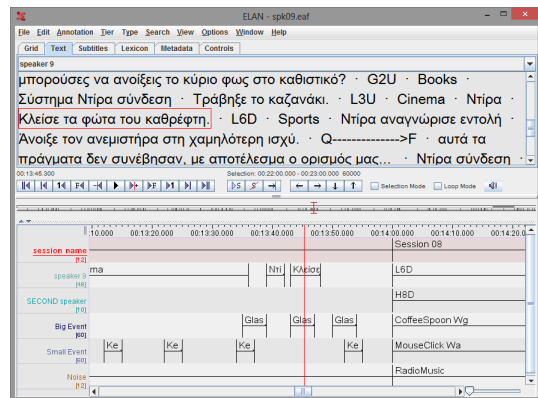 ELAN - spk09.eaf
File Edit Annotation Tier Type Search View Options Window Help
Grid Text Subtitles Lexicon Metadata Controls
speaker 9
μπορούσες να ανοίξεις το κύριο φως στο καθιστικό? · G2U · Books ·
Σύστημα Ντίρα σύνδεση · Τράβηξε το καζανάκι. · L3U · Cinema · Ντίρα ·
Κλείσε τα φώτα του καθρέφτη. · L6D · Sports · Ντίρα αναγνώρισε εντολή ·
Άνοιξε τον ανεμιστήρα στη χαμηλότερη ισχύ. · Q-------------->F · αυτά τα
πράγματα δεν συνέβησαν, με αποτέλεσμα ο ορισμός μας... · Ντίρα σύνδεση ·
00:13:45.300 Selection: 00:22:00.000 - 00:23:00.000 60000
Selection Mode Loop Mode
:10.000 00:13:20.000 00:13:30.000 00:13:40.000 00:13:50.000 00:14:00.000 00:14:10.000 00:14:20.0
session name Session 08
[12]
speaker 9 ma Ντί Κλείσε L6D
[48]
SECOND speaker H8D
[10]
Big Event Glas Glas Glas CoffeeSpoon Wg
[60]
Small Event Ke Ke Ke Ke MouseClick Wa
[60]
Noise RadioMusic
[12]